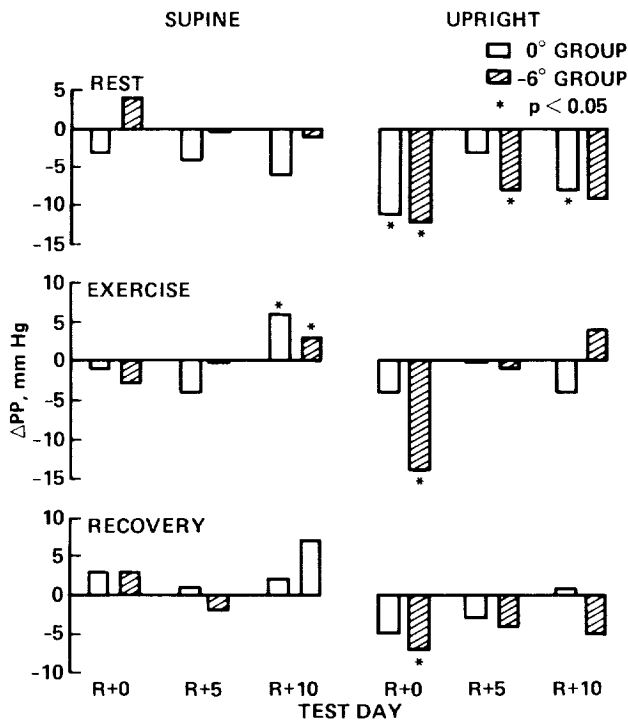 SUPINE UPRIGHT
0° GROUP
-6° GROUP
* p < 0.05
REST
5
0
-5
-10
-15
* * * *
EXERCISE
10
5
0
-5
-10
-15
* * *
ΔPP, mm Hg
RECOVERY
10
5
0
-5
-10
*
R+0 R+5 R+10 R+0 R+5 R+10
TEST DAY